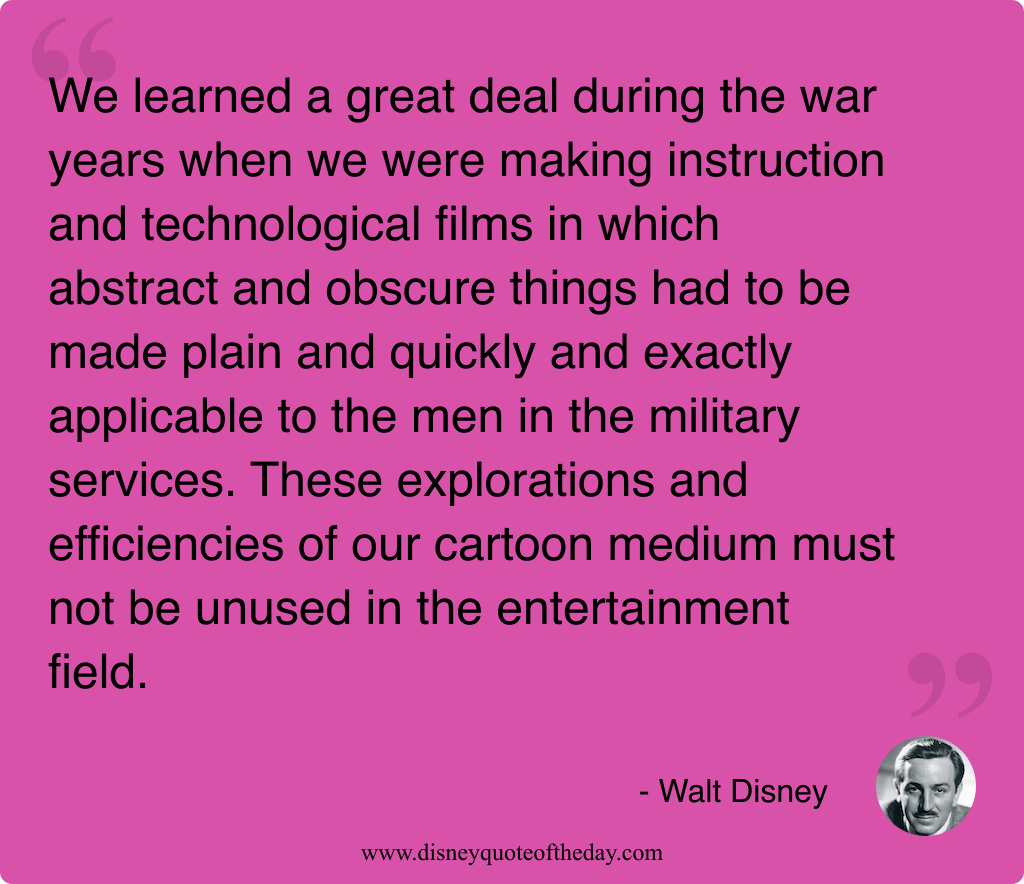 We learned a great deal during the war
years when we were making instruction
and technological films in which
abstract and obscure things had to be
made plain and quickly and exactly
applicable to the men in the military
services. These explorations and
efficiencies of our cartoon medium must
not be unused in the entertainment
field.
- Walt Disney
www.disneyquoteoftheday.com